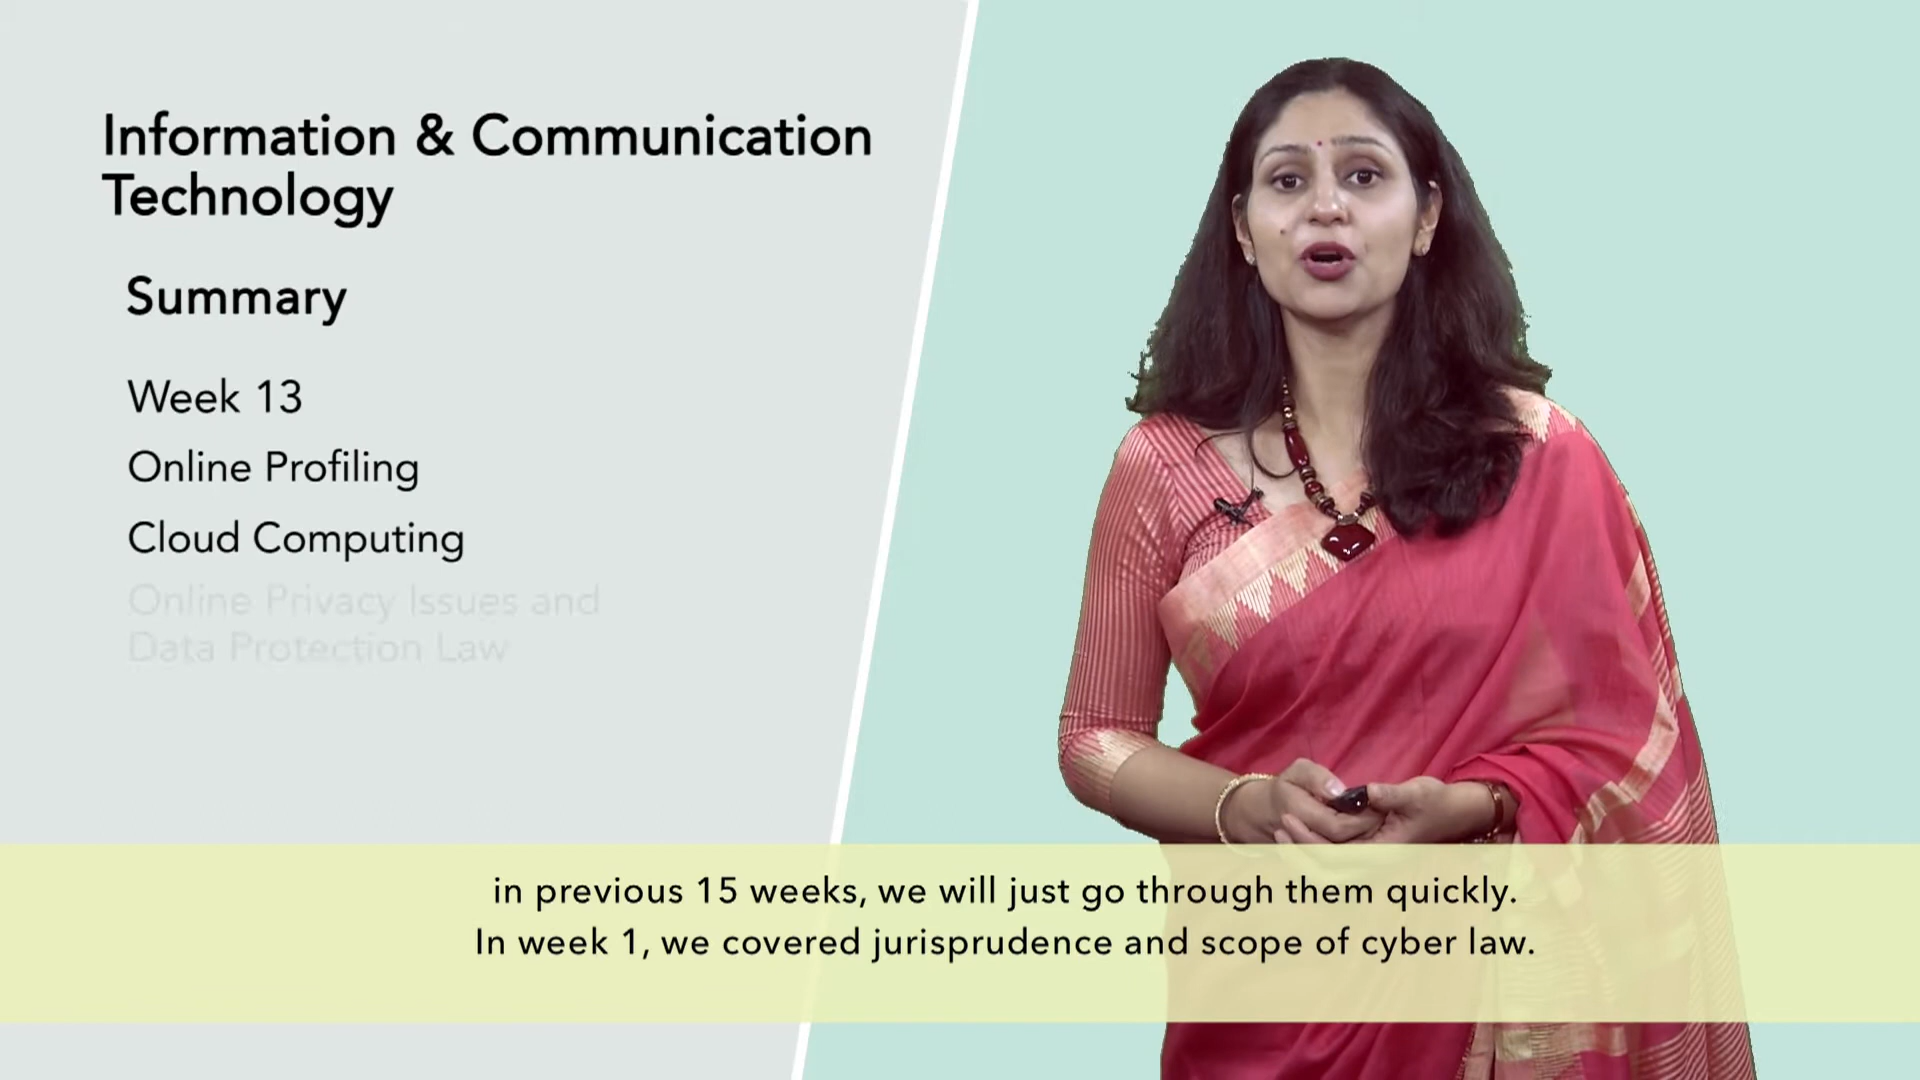 Information & Communication
Technology
Summary
Week 13
Online Profiling
Cloud Computing
Online Privacy Issues and
Data Protection Law
in previous 15 weeks, we will just go through them quickly.
In week 1, we covered jurisprudence and scope of cyber law.